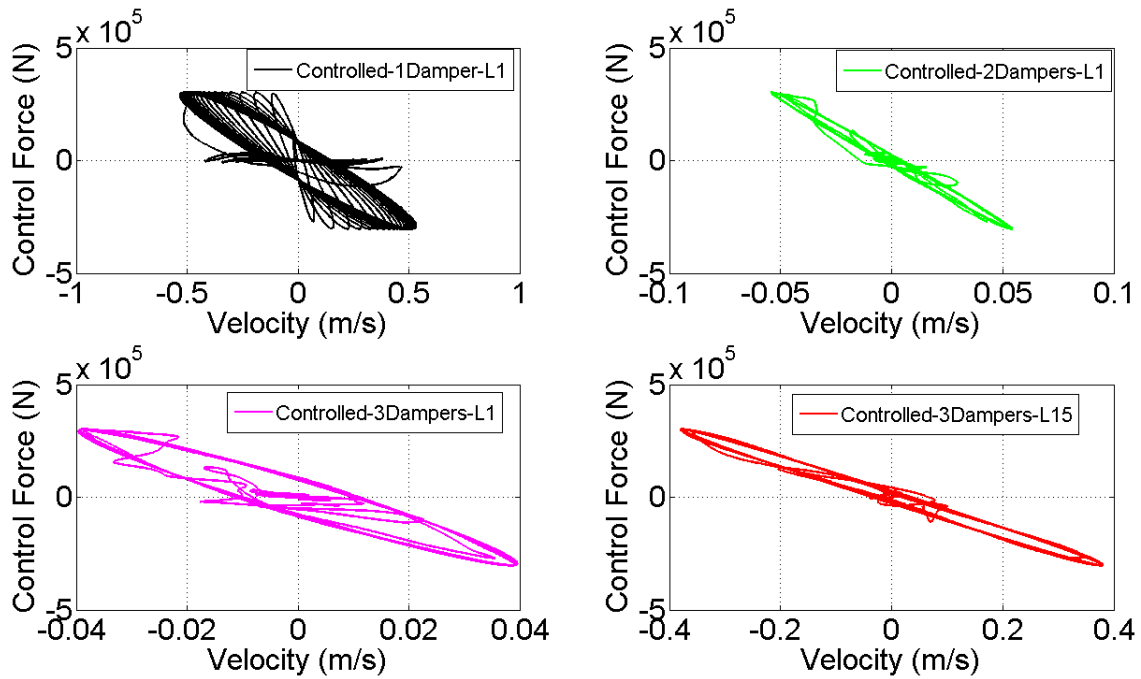 5 x 10^5
Control Force (N)
5
0
-5
Controlled-1Damper-L1
-1 -0.5 0 0.5 1
Velocity (m/s)
5 x 10^5
Control Force (N)
5
0
-5
Controlled-2Dampers-L1
-0.1 -0.05 0 0.05 0.1
Velocity (m/s)
5 x 10^5
Control Force (N)
0
-5
Controlled-3Dampers-L1
-0.04 -0.02 0 0.02 0.04
Velocity (m/s)
5 x 10^5
Control Force (N)
0
-5
Controlled-3Dampers-L15
-0.4 -0.2 0 0.2 0.4
Velocity (m/s)